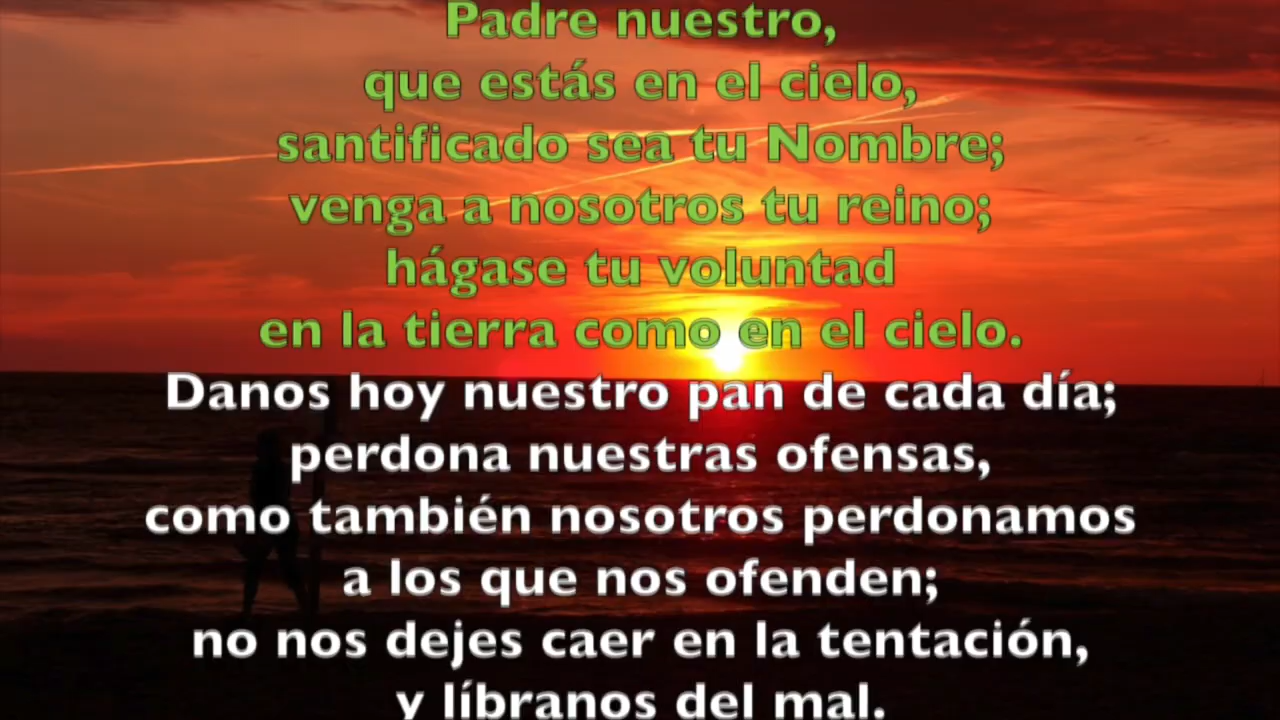 Padre nuestro,
que estás en el cielo,
santificado sea tu Nombre;
venga a nosotros tu reino;
hágase tu voluntad
en la tierra como en el cielo.
Danos hoy nuestro pan de cada día;
perdona nuestras ofensas,
como también nosotros perdonamos
a los que nos ofenden;
no nos dejes caer en la tentación,
y líbranos del mal.